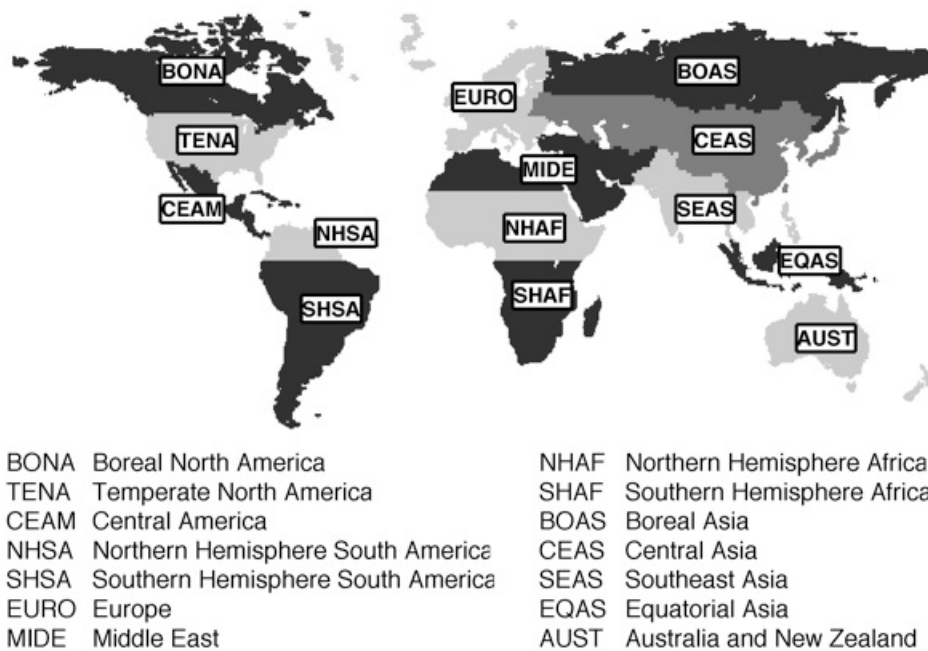 BONA
BOAS
EURO
TENA
CEAS
MIDE
CEAM
SEAS
NHSA
NHAF
EQAS
SHSA
SHAF
AUST
BONA Boreal North America
TENA Temperate North America
CEAM Central America
NHSA Northern Hemisphere South America
SHSA Southern Hemisphere South America
EURO Europe
MIDE Middle East
NHAF Northern Hemisphere Africa
SHAF Southern Hemisphere Africa
BOAS Boreal Asia
CEAS Central Asia
SEAS Southeast Asia
EQAS Equatorial Asia
AUST Australia and New Zealand